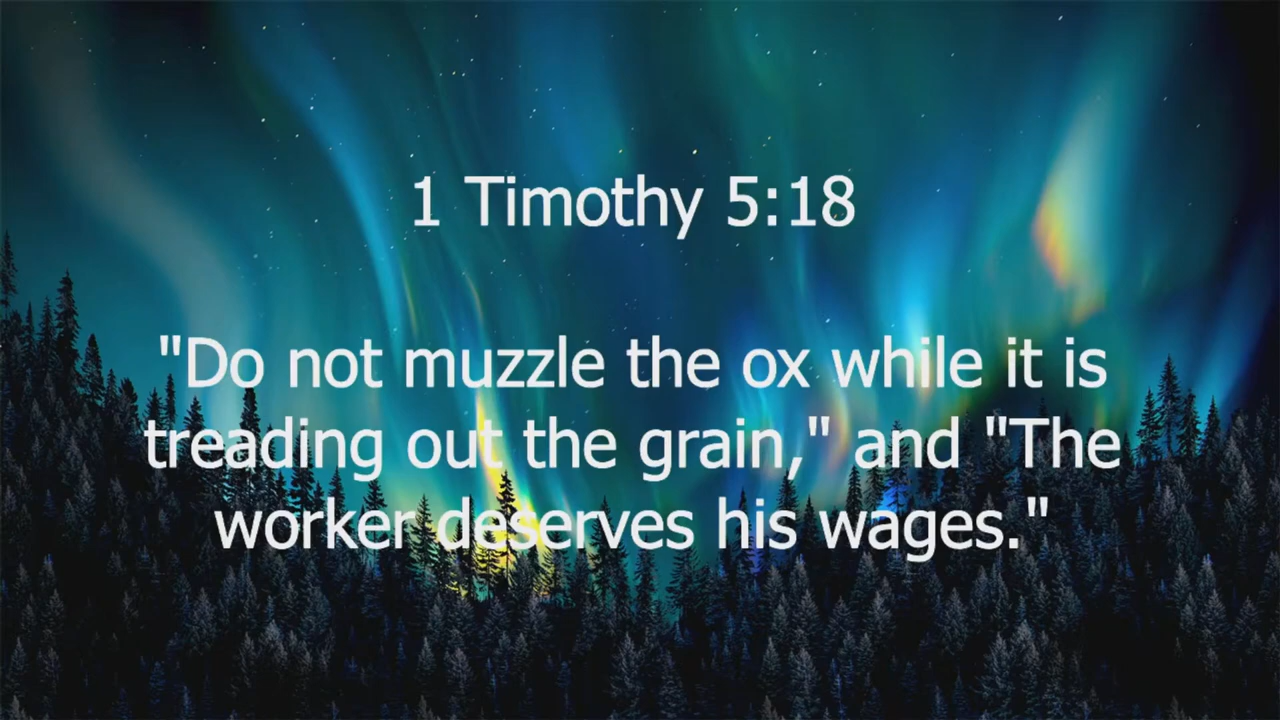 1 Timothy 5:18
"Do not muzzle the ox while it is
treading out the grain," and "The
worker deserves his wages."